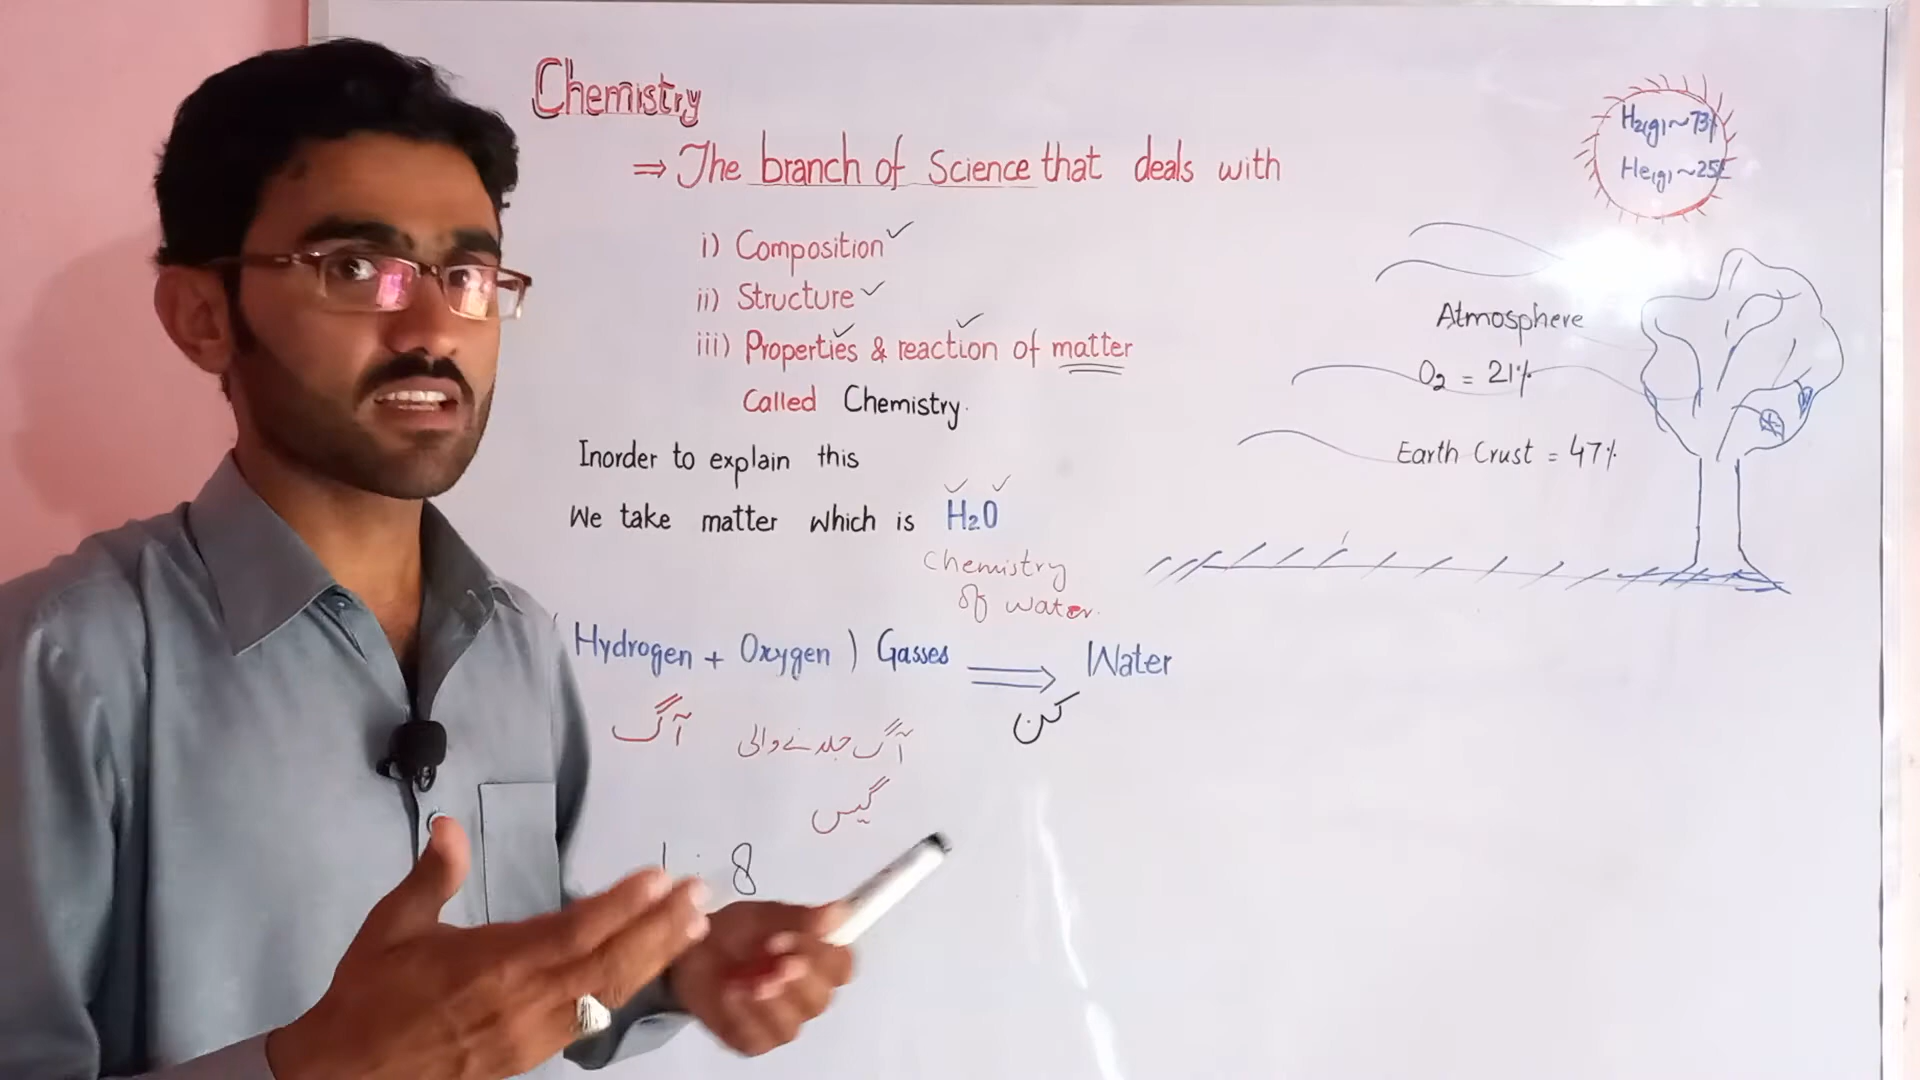 Chemistry
⇒ The branch of Science that deals with
i) Composition ✓
ii) Structure ✓
iii) Properties & reaction of matter
Called Chemistry.
Inorder to explain this
We take matter which is H₂O
Chemistry
of water.
(Hydrogen + Oxygen) Gasses ⟹ Water
آگ
آگ جلانے والی
گیس
کن
1 : 8
H₂(g) ~ 73%
He(g) ~ 25%
Atmosphere
O₂ = 21%
Earth Crust = 47%